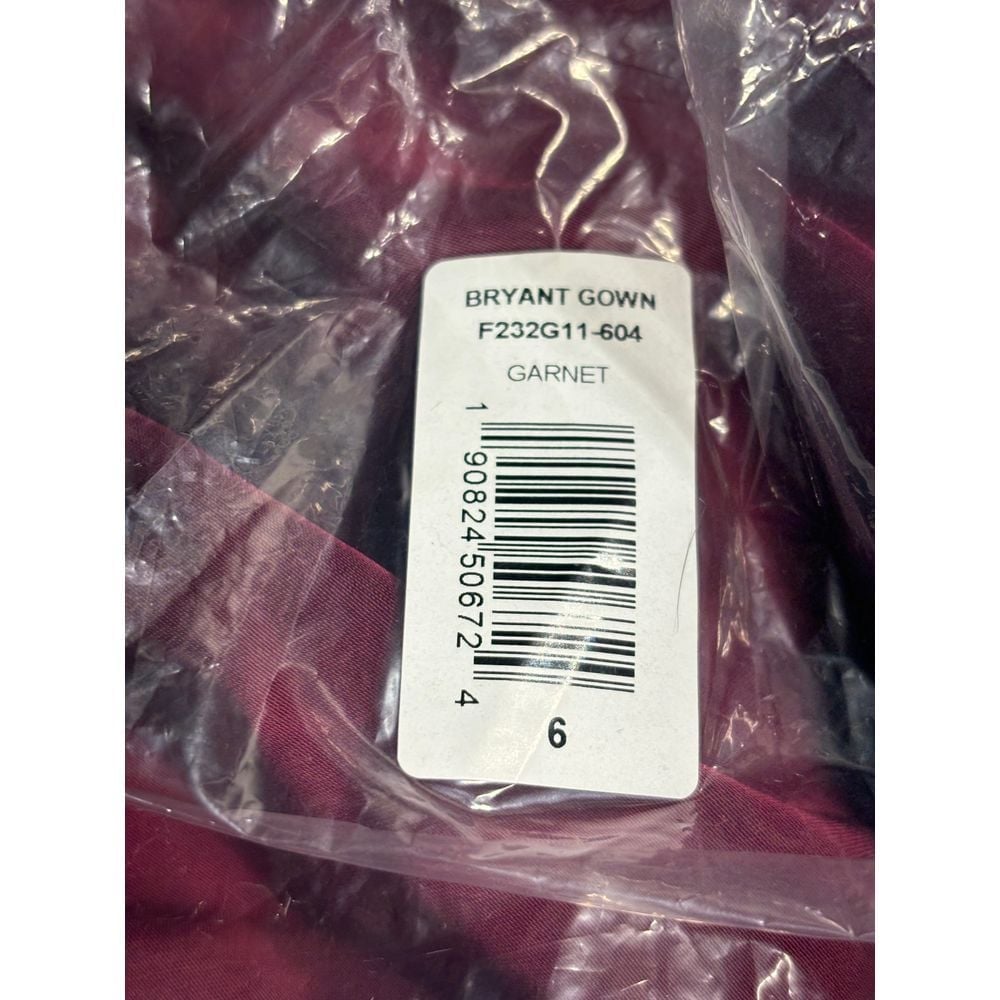 BRYANT GOWN
F232G11-604
GARNET
1 90824 50672 4
6